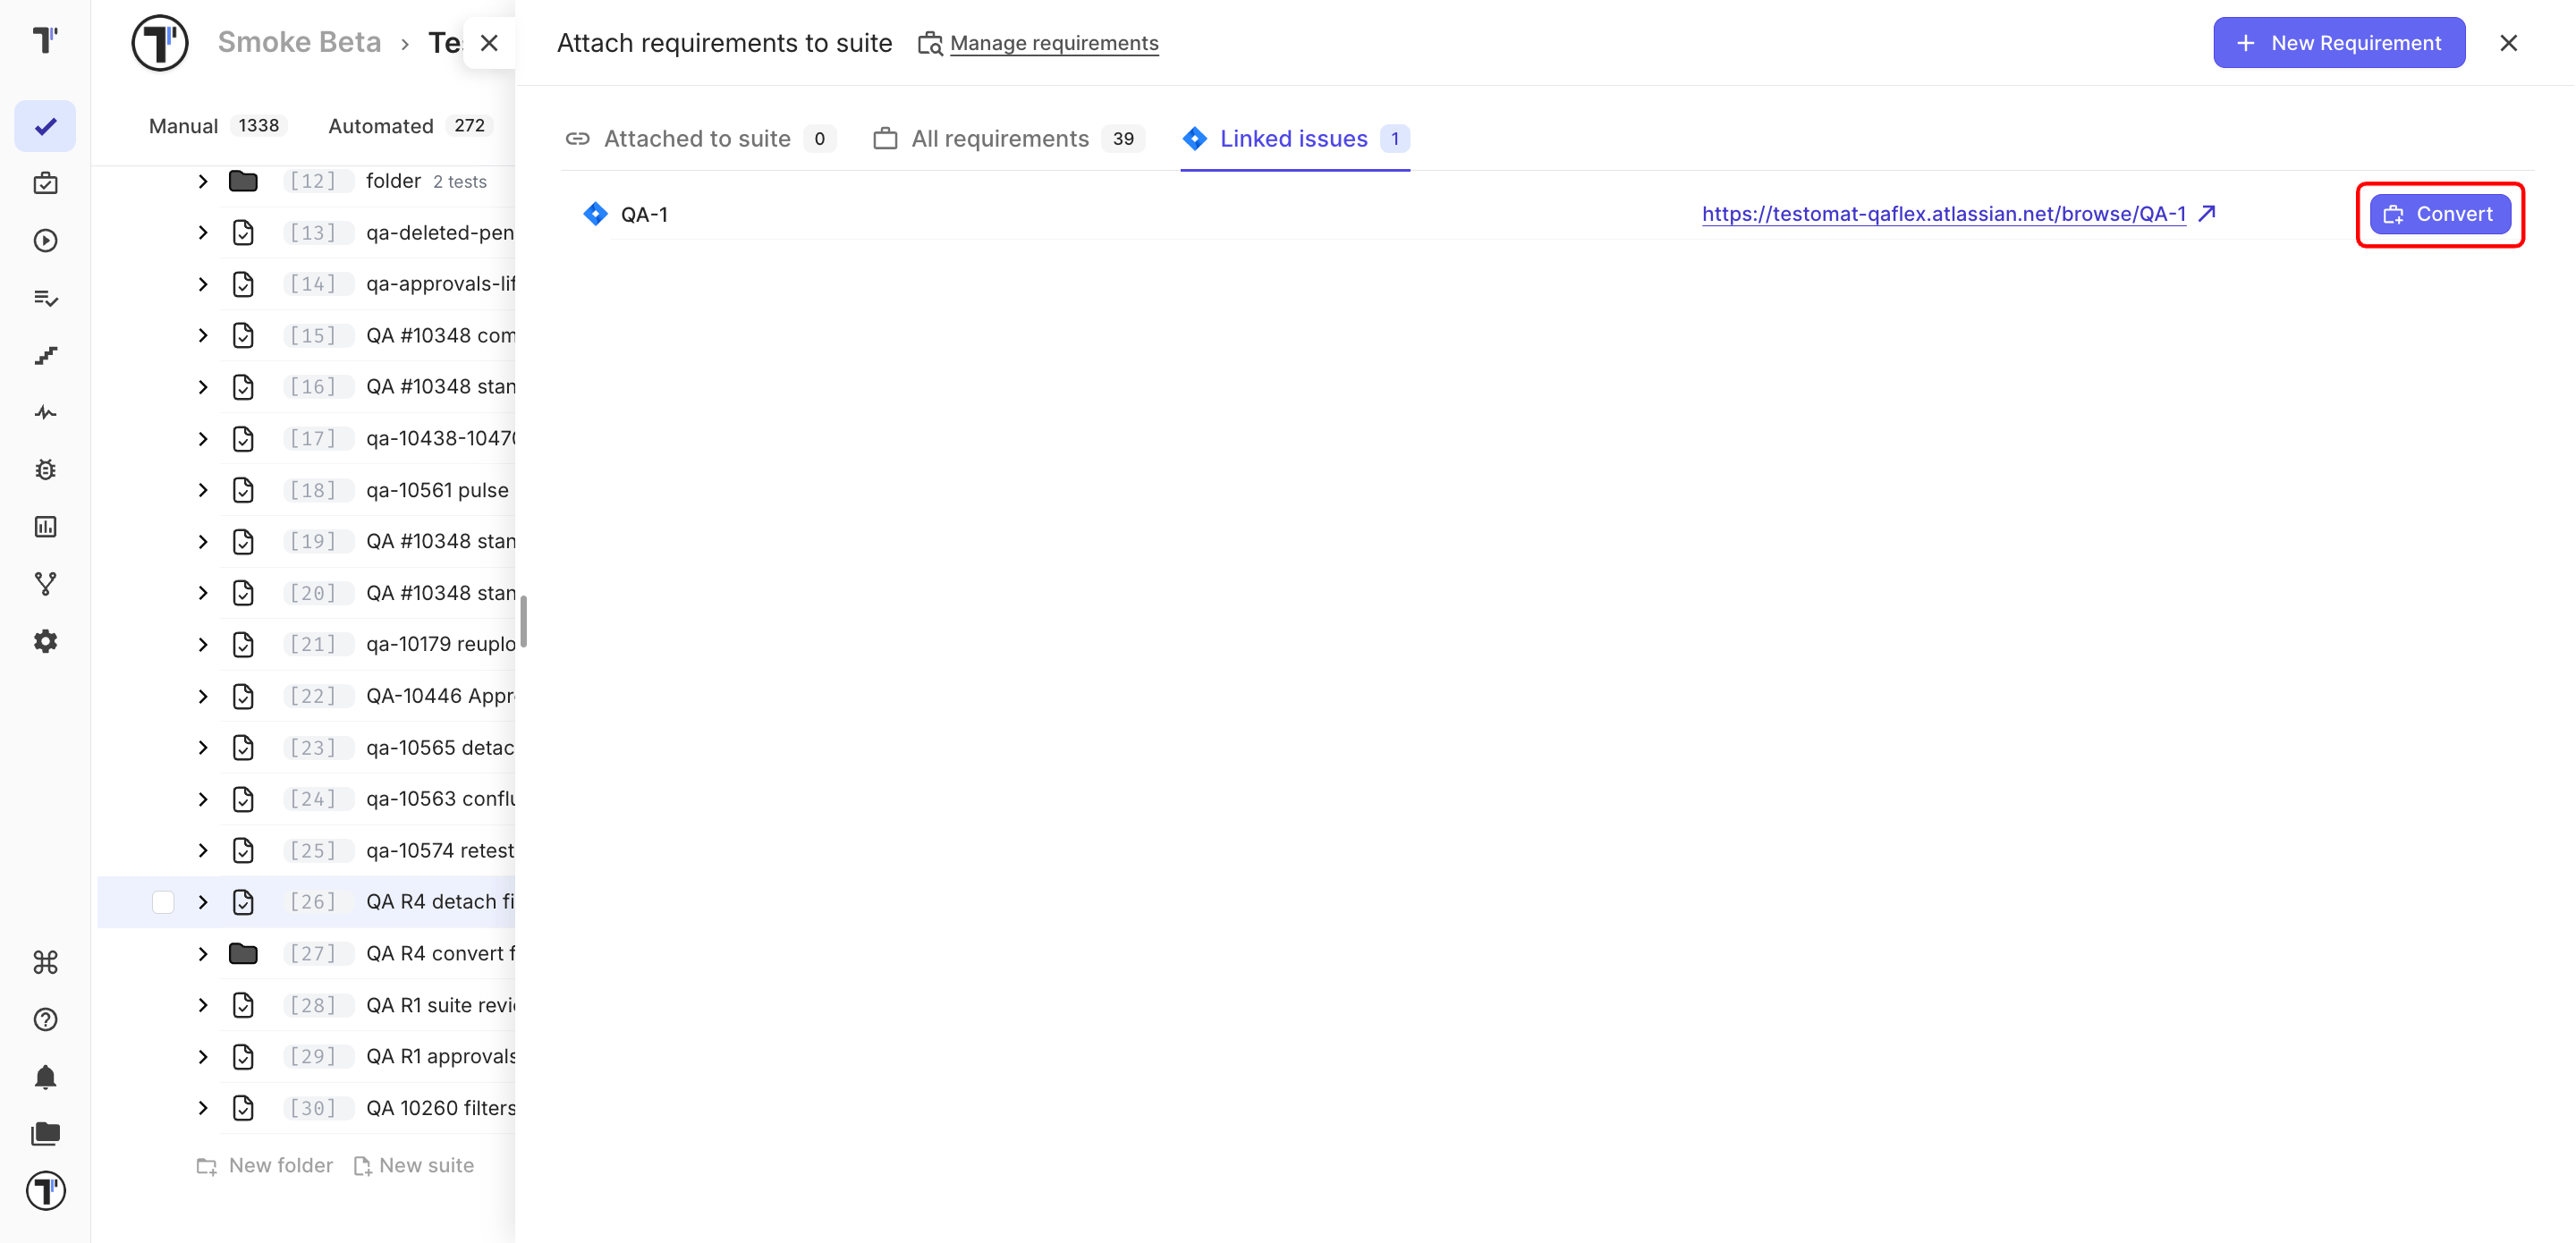 Smoke Beta › Te
Attach requirements to suite Manage requirements
+ New Requirement
Manual 1338 Automated 272
Attached to suite 0 All requirements 39 Linked issues 1
QA-1 https://testomat-qaflex.atlassian.net/browse/QA-1 Convert
[12] folder 2 tests
[13] qa-deleted-pen
[14] qa-approvals-lif
[15] QA #10348 com
[16] QA #10348 stan
[17] qa-10438-10470
[18] qa-10561 pulse
[19] QA #10348 stan
[20] QA #10348 stan
[21] qa-10179 reuplo
[22] QA-10446 Appr
[23] qa-10565 detac
[24] qa-10563 conflu
[25] qa-10574 retest
[26] QA R4 detach fi
[27] QA R4 convert f
[28] QA R1 suite revi
[29] QA R1 approvals
[30] QA 10260 filters
New folder New suite